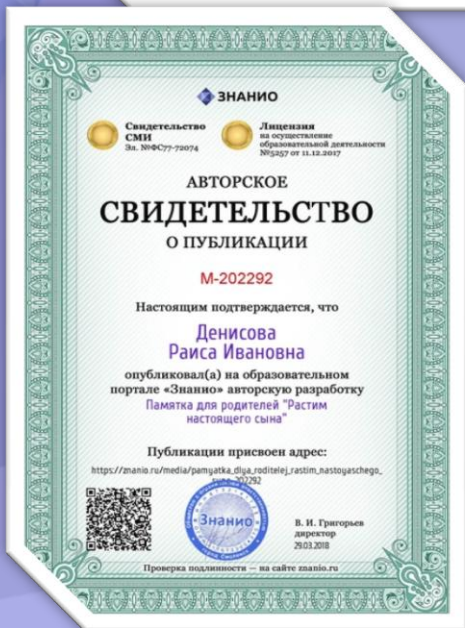 ЗНАНИО
Свидетельство
СМИ
Эл. №ФС77-72074
Лицензия
на осуществление
образовательной деятельности
№5257 от 11.12.2017
АВТОРСКОЕ
СВИДЕТЕЛЬСТВО
О ПУБЛИКАЦИИ
М-202292
Настоящим подтверждается, что
Денисова
Раиса Ивановна
опубликовал(а) на образовательном
портале «Знанио» авторскую разработку
Памятка для родителей "Растим
настоящего сына"
Публикации присвоен адрес:
https://znanio.ru/media/pamyatka_dlya_roditelej_rastim_nastoyaschego_
202292
Знанио
В. И. Григорьев
директор
29.03.2018
Проверка подлинности — на сайте znanio.ru